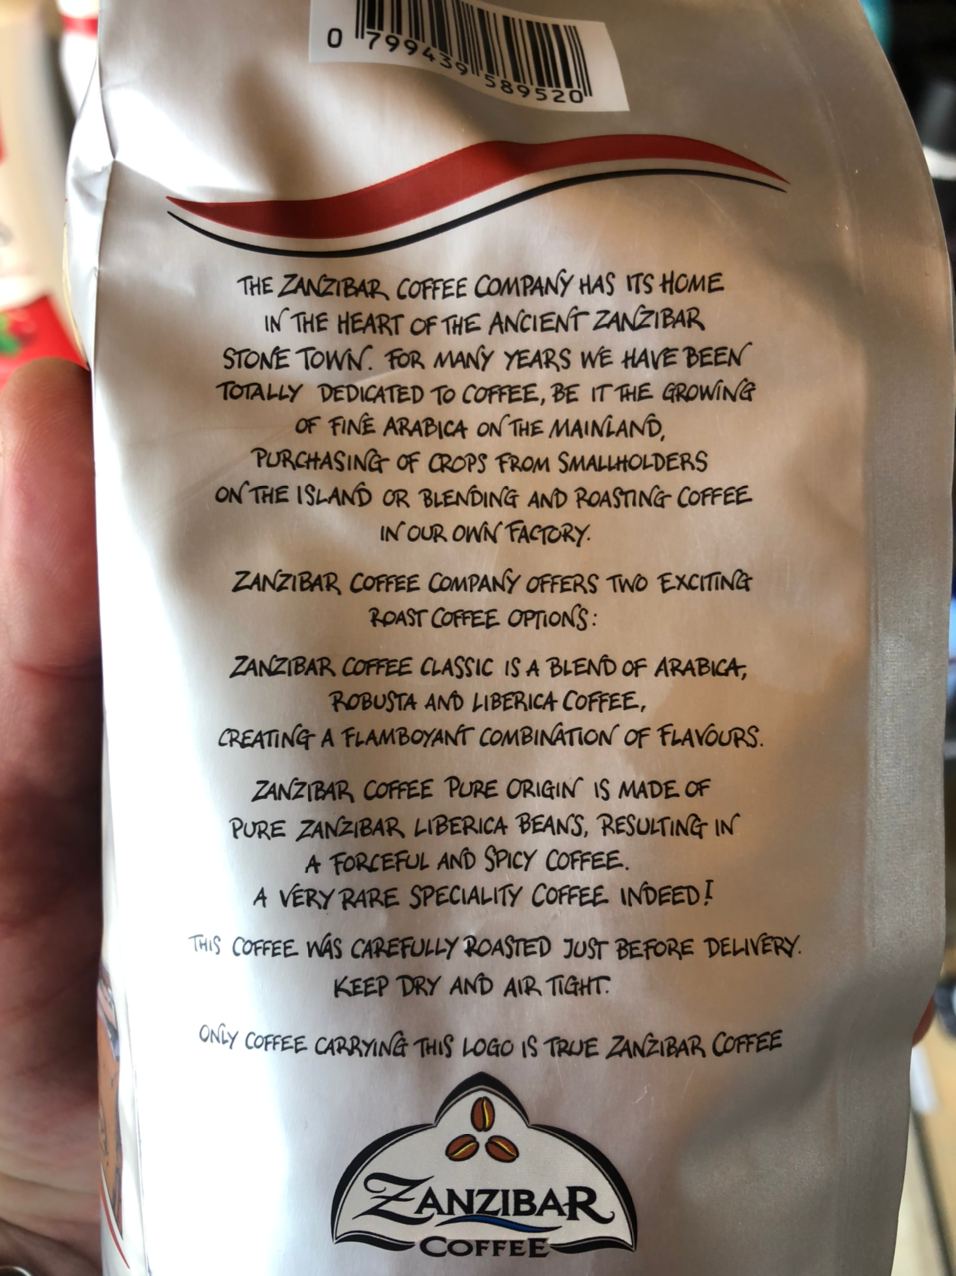 0 799439 589520
THE ZANZIBAR COFFEE COMPANY HAS ITS HOME
IN THE HEART OF THE ANCIENT ZANZIBAR
STONE TOWN. FOR MANY YEARS WE HAVE BEEN
TOTALLY DEDICATED TO COFFEE, BE IT THE GROWING
OF FINE ARABICA ON THE MAINLAND,
PURCHASING OF CROPS FROM SMALLHOLDERS
ON THE ISLAND OR BLENDING AND ROASTING COFFEE
IN OUR OWN FACTORY.
ZANZIBAR COFFEE COMPANY OFFERS TWO EXCITING
ROAST COFFEE OPTIONS:
ZANZIBAR COFFEE CLASSIC IS A BLEND OF ARABICA,
ROBUSTA AND LIBERICA COFFEE,
CREATING A FLAMBOYANT COMBINATION OF FLAVOURS.
ZANZIBAR COFFEE PURE ORIGIN IS MADE OF
PURE ZANZIBAR LIBERICA BEANS, RESULTING IN
A FORCEFUL AND SPICY COFFEE.
A VERY RARE SPECIALITY COFFEE INDEED!
THIS COFFEE WAS CAREFULLY ROASTED JUST BEFORE DELIVERY.
KEEP DRY AND AIR TIGHT.
ONLY COFFEE CARRYING THIS LOGO IS TRUE ZANZIBAR COFFEE
ZANZIBAR
COFFEE